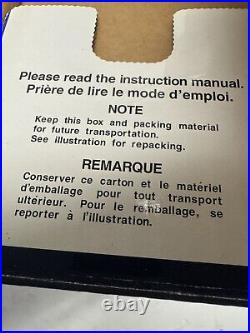 Please read the instruction manual.
Prière de lire le mode d'emploi.
NOTE
Keep this box and packing material
for future transportation.
See illustration for repacking.
REMARQUE
Conserver ce carton et le matériel
d'emballage pour tout transport
ultérieur. Pour le remballage, se
reporter à l'illustration.